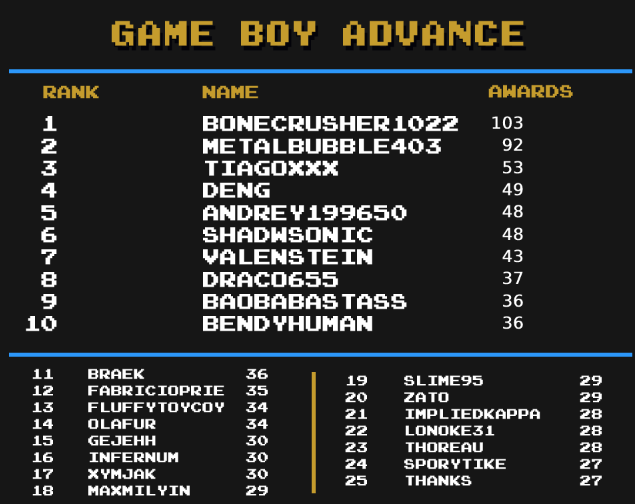 GAME BOY ADVANCE
RANK NAME AWARDS
1 BONECRUSHER1022 103
2 METALBUBBLE403 92
3 TIAGOXXX 53
4 DENG 49
5 ANDREY199650 48
6 SHADWSONIC 48
7 VALENSTEIN 43
8 DRACO655 37
9 BAOBABASTASS 36
10 BENDYHUMAN 36
11 BRAEK 36
12 FABRICIOPRIE 35
13 FLUFFYTOYCOY 34
14 OLAFUR 34
15 GEJEHH 30
16 INFERNUM 30
17 XYMJAK 30
18 MAXMILYIN 29
19 SLIME95 29
20 ZATO 29
21 IMPLIEDKAPPA 28
22 LONOKE31 28
23 THOREAU 28
24 SPORYTIKE 27
25 THANKS 27